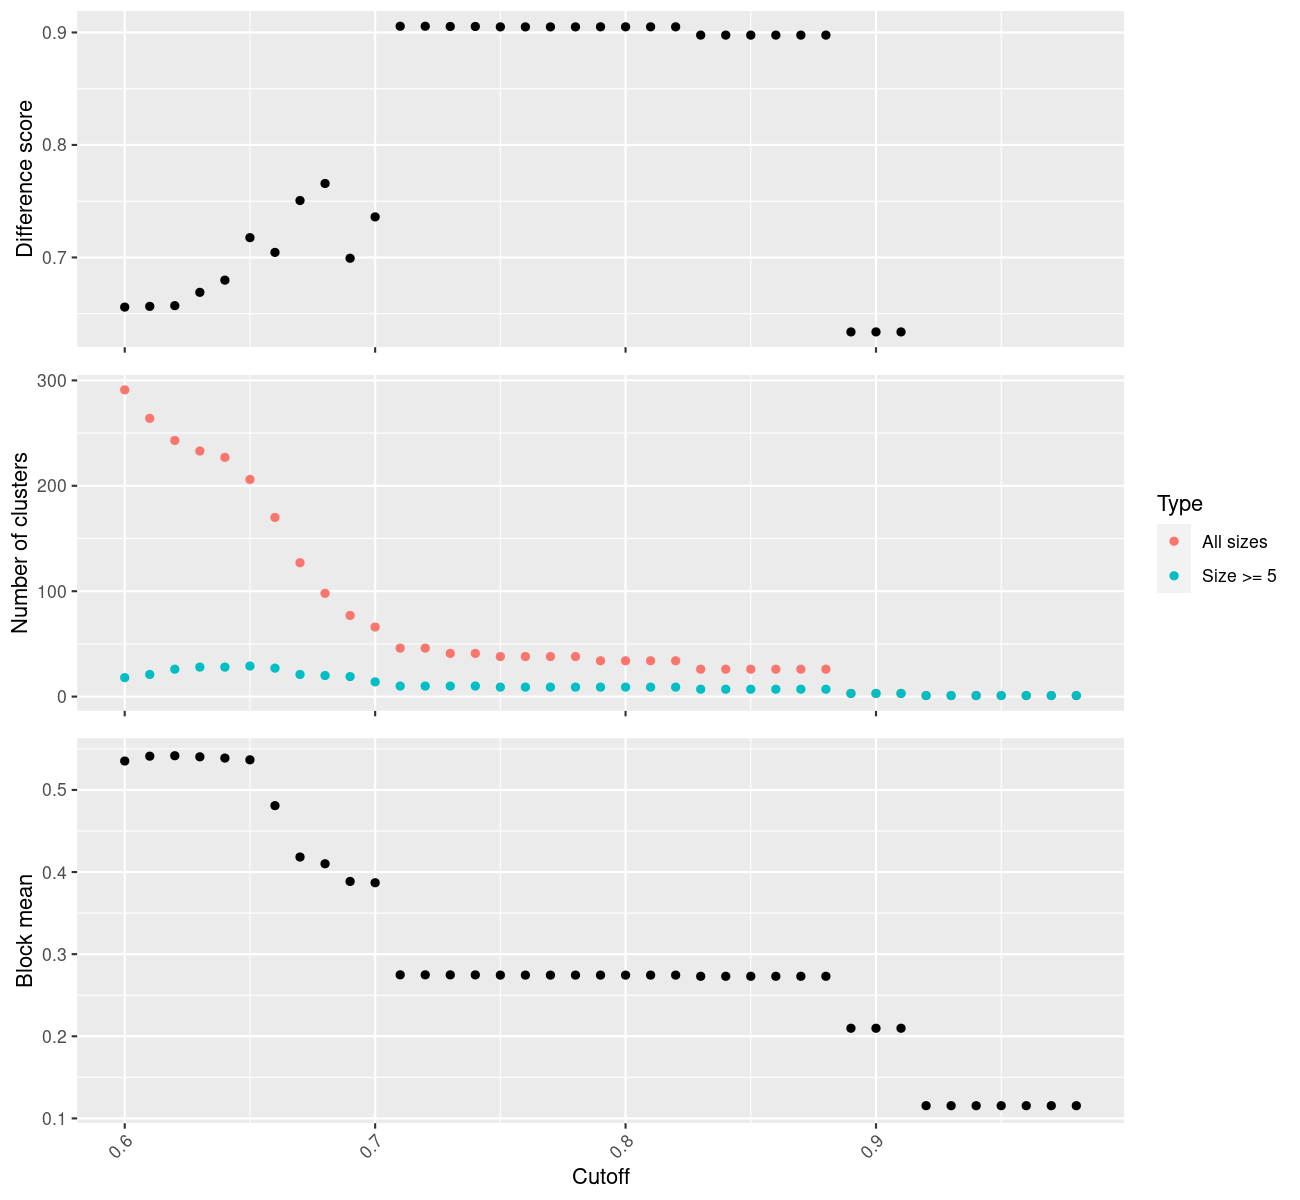 Difference score
0.9
0.8
0.7
Number of clusters
300
200
100
0
Type
All sizes
Size >= 5
Block mean
0.5
0.4
0.3
0.2
0.1
0.6 0.7 0.8 0.9
Cutoff